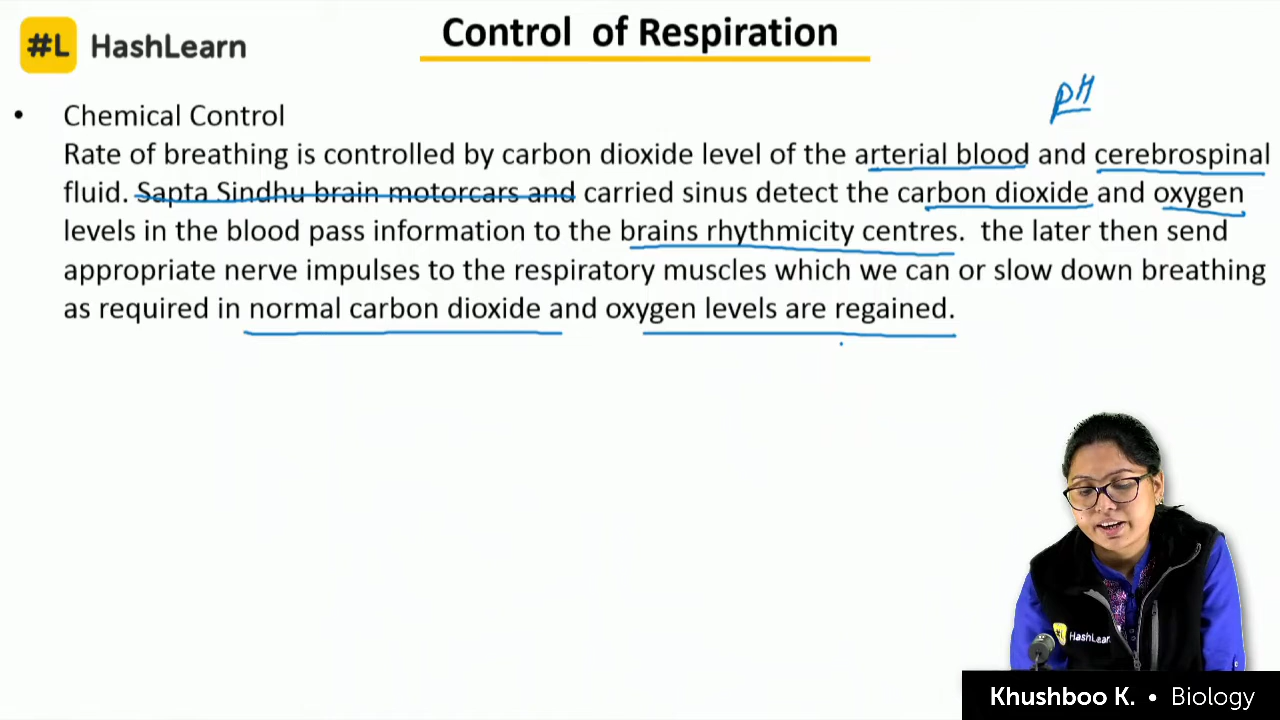 #L HashLearn
Control of Respiration
pH
• Chemical Control
Rate of breathing is controlled by carbon dioxide level of the arterial blood and cerebrospinal
fluid. Sapta Sindhu brain motorcars and carried sinus detect the carbon dioxide and oxygen
levels in the blood pass information to the brains rhythmicity centres. the later then send
appropriate nerve impulses to the respiratory muscles which we can or slow down breathing
as required in normal carbon dioxide and oxygen levels are regained.
#L HashLearn
Khushboo K. • Biology